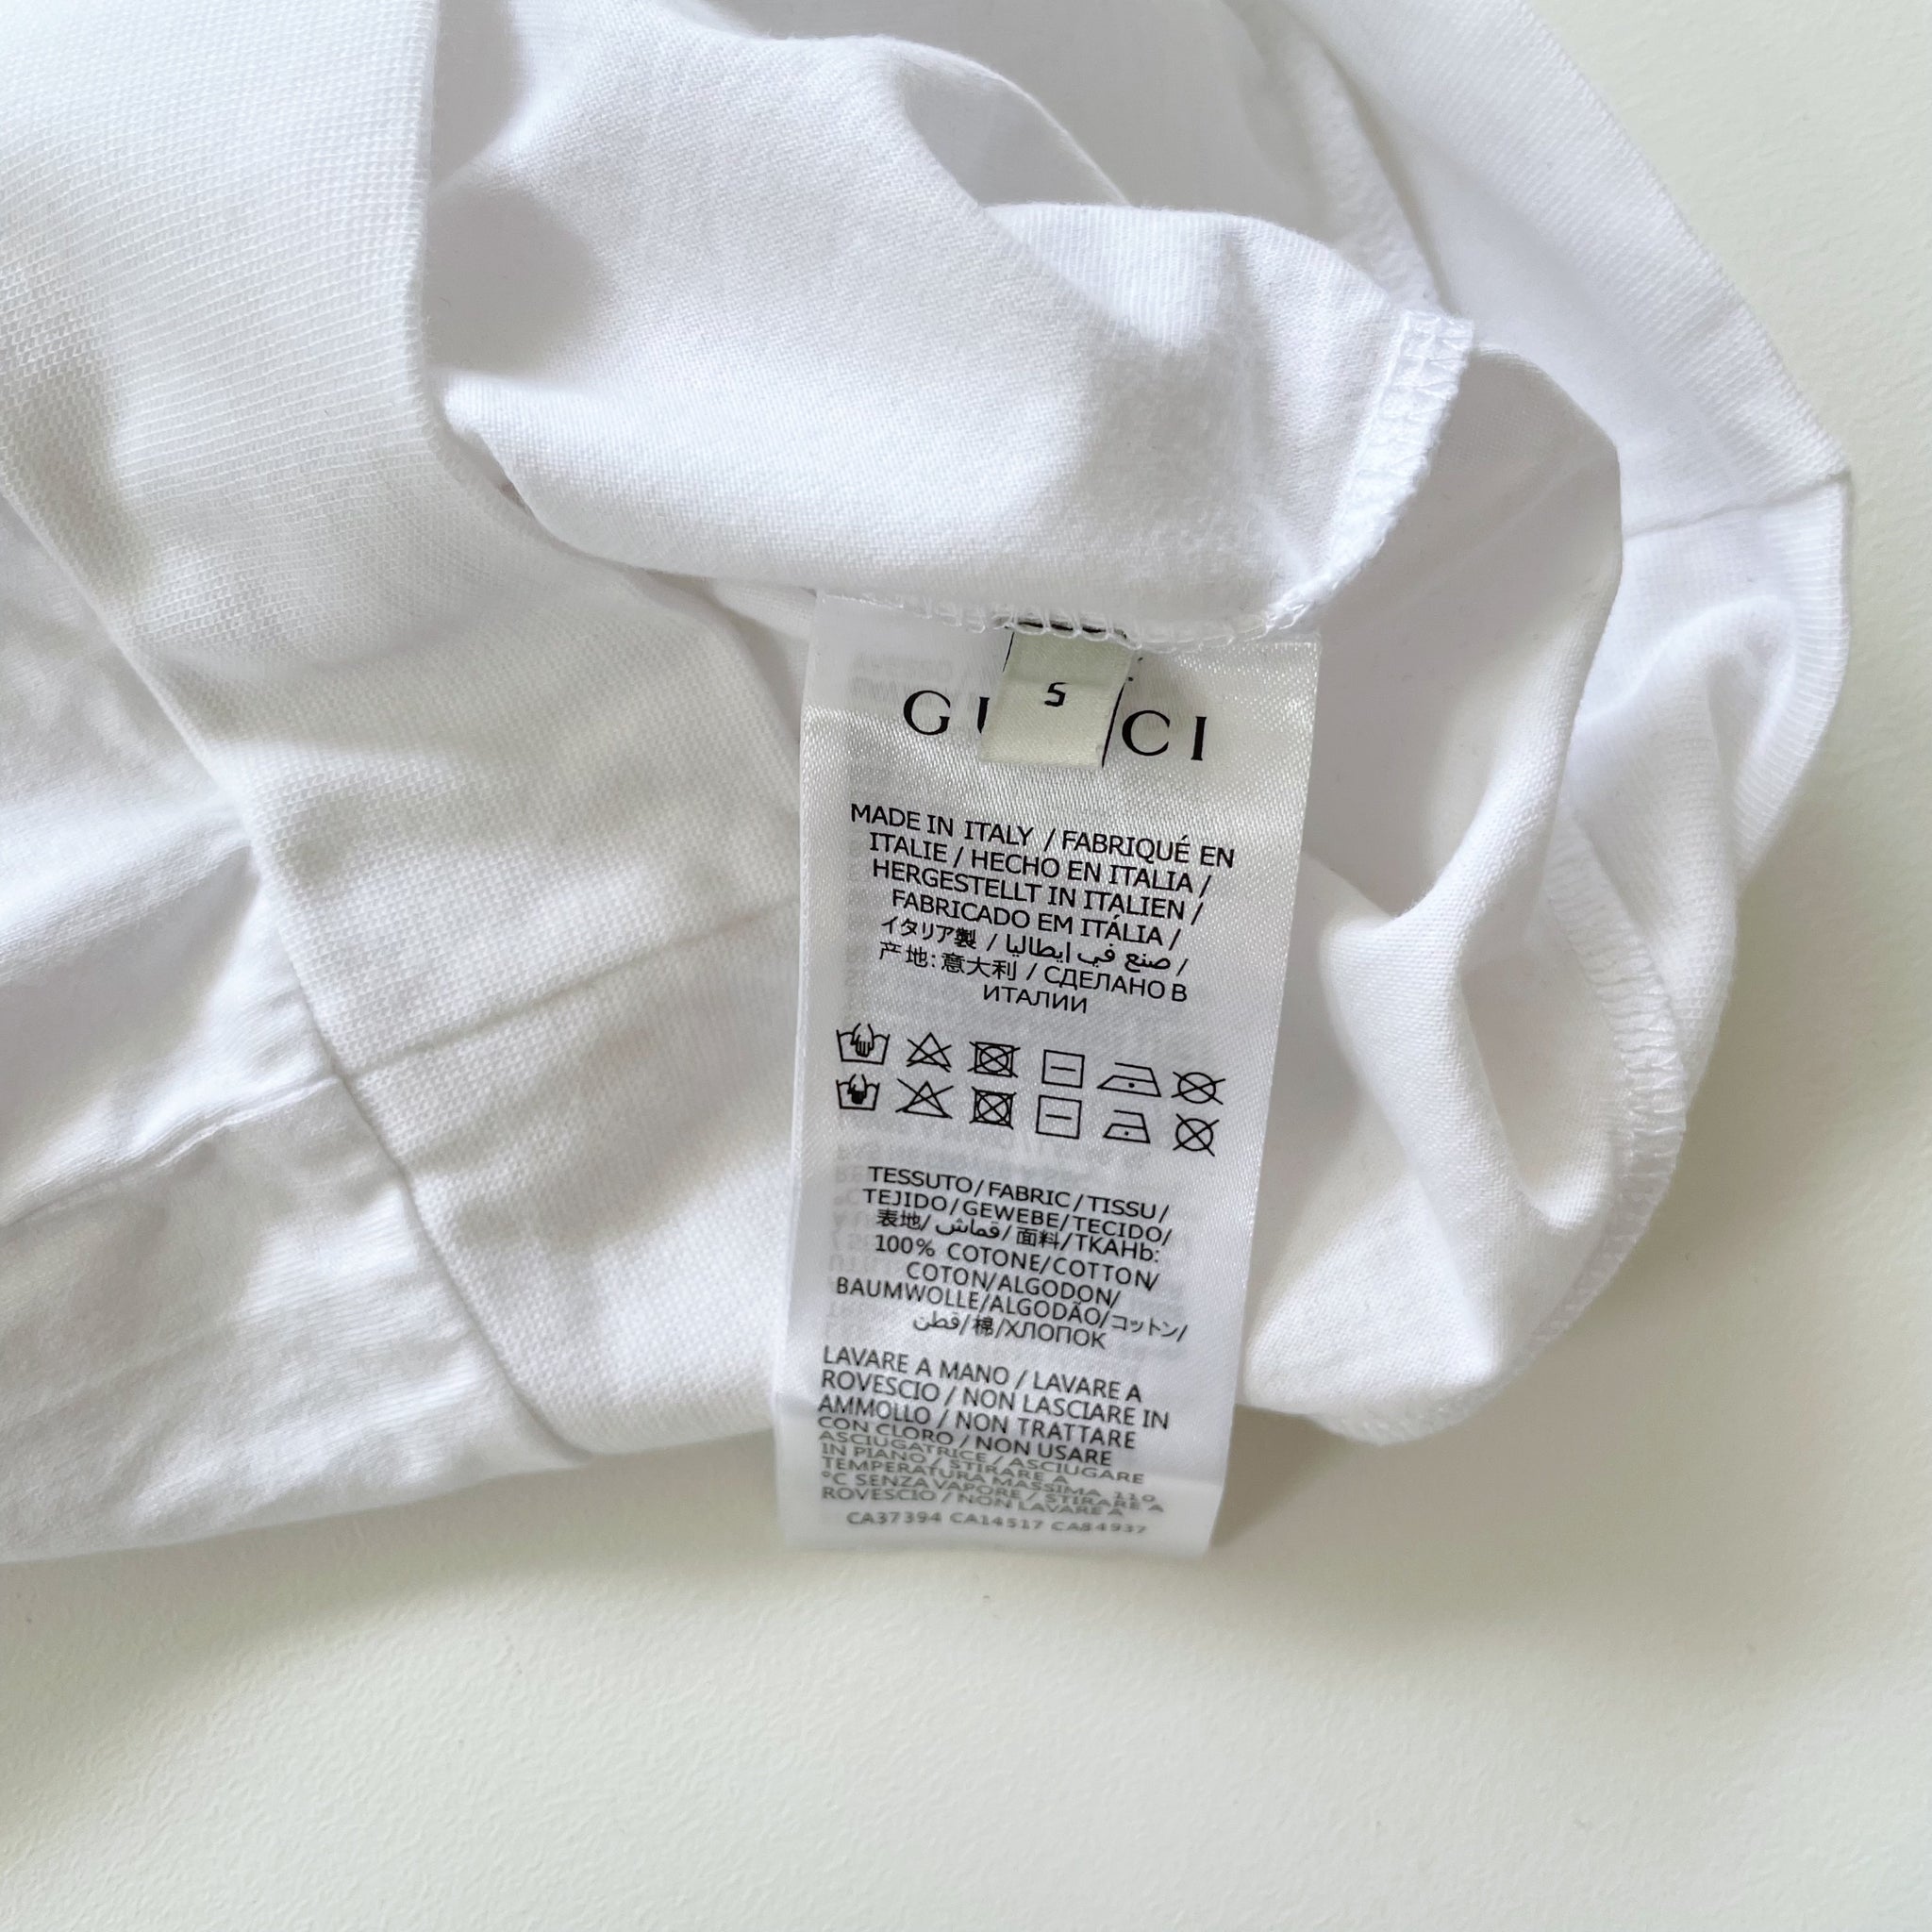 S
GUCCI
MADE IN ITALY / FABRIQUÉ EN
ITALIE / HECHO EN ITALIA /
HERGESTELLT IN ITALIEN /
FABRICADO EM ITÁLIA /
イタリア製 / صنع في ايطاليا /
产地: 意大利 / СДЕЛАНО В
ИТАЛИИ
TESSUTO/FABRIC/TISSU/
TEJIDO/GEWEBE/TECIDO/
表地/ قماش/面料/TKAHb:
100% COTONE/COTTON/
COTON/ALGODON/
BAUMWOLLE/ALGODÃO/コットン/
قطن/棉/ХЛОПОК
LAVARE A MANO / LAVARE A
ROVESCIO / NON LASCIARE IN
AMMOLLO / NON TRATTARE
CON CLORO / NON USARE
ASCIUGATRICE / ASCIUGARE
IN PIANO / STIRARE A
TEMPERATURA MASSIMA 110
°C SENZA VAPORE / STIRARE A
ROVESCIO / NON LAVARE A
CA37394 CA14517 CA84937